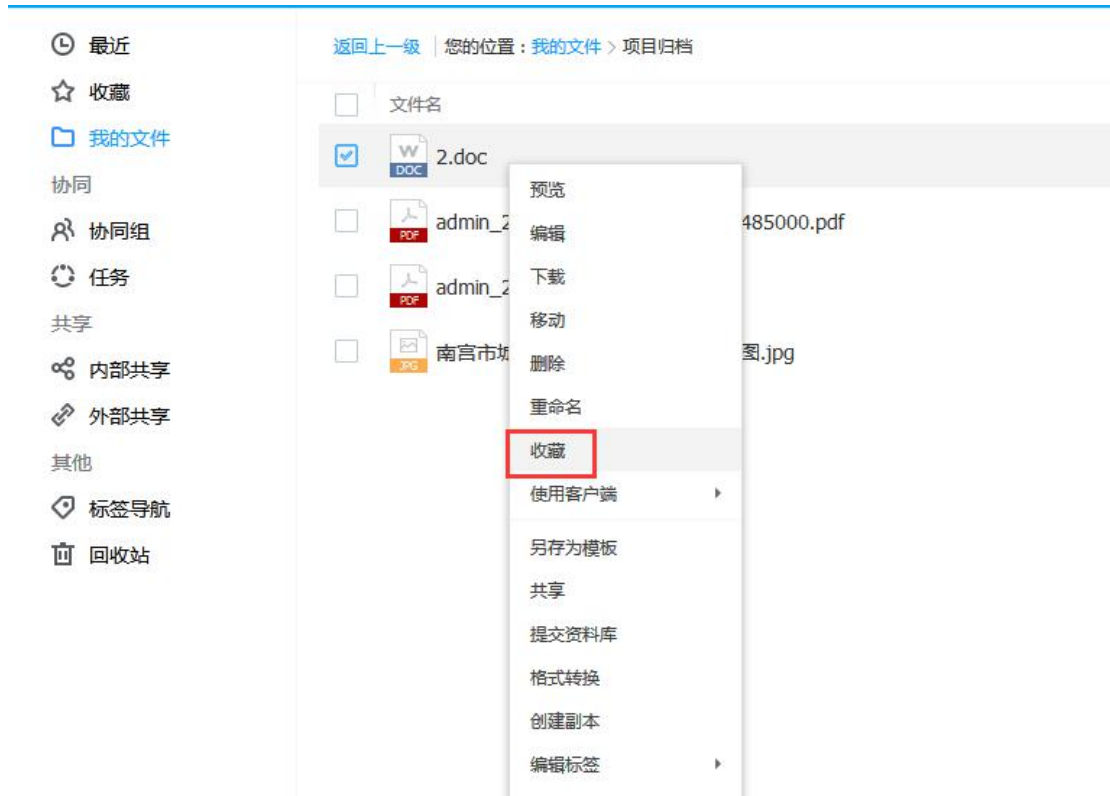 最近
收藏
我的文件
协同
协同组
任务
共享
内部共享
外部共享
其他
标签导航
回收站
返回上一级 | 您的位置：我的文件 > 项目归档
文件名
W
DOC
2.doc
PDF
admin_2
485000.pdf
PDF
admin_2
JPG
南宫市城
图.jpg
预览
编辑
下载
移动
删除
重命名
收藏
使用客户端
另存为模板
共享
提交资料库
格式转换
创建副本
编辑标签